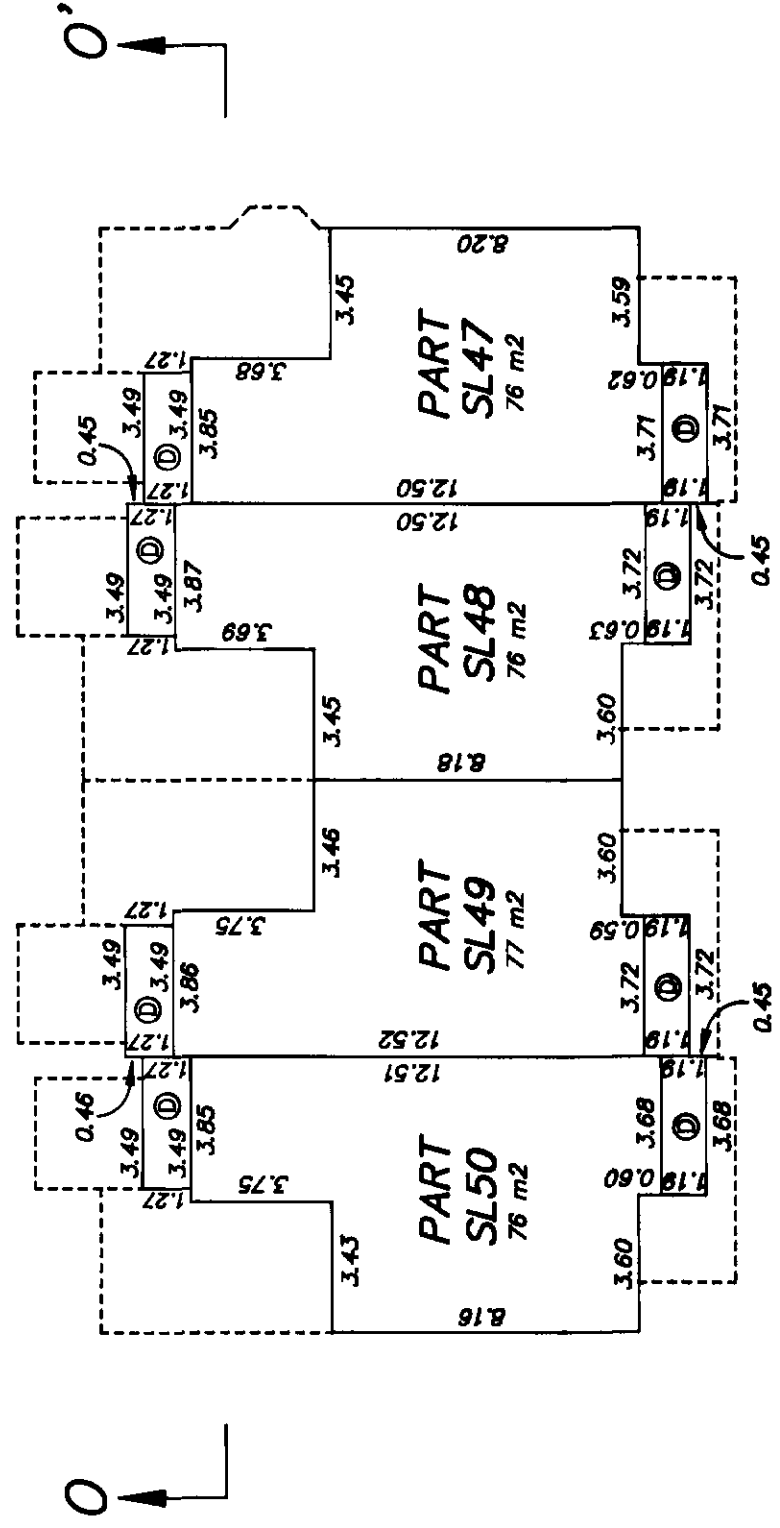 O
O'
PART
SL50
76 m2
3.43
8.16
3.60
3.75
3.85
3.49
3.49
1.27
1.27
D
0.46
12.51
0.60
3.68
1.19
1.19
D
3.68
PART
SL49
77 m2
12.52
3.46
3.75
3.86
3.49
3.49
1.27
1.27
D
3.60
0.59
3.72
1.19
1.19
D
3.72
0.45
PART
SL48
76 m2
8.18
3.45
3.69
3.87
3.49
3.49
1.27
1.27
D
12.50
3.60
0.63
3.72
1.19
1.19
D
3.72
0.45
PART
SL47
76 m2
12.50
3.45
3.68
3.85
3.49
3.49
1.27
1.27
D
0.45
8.20
3.59
0.62
3.71
1.19
1.19
D
3.71